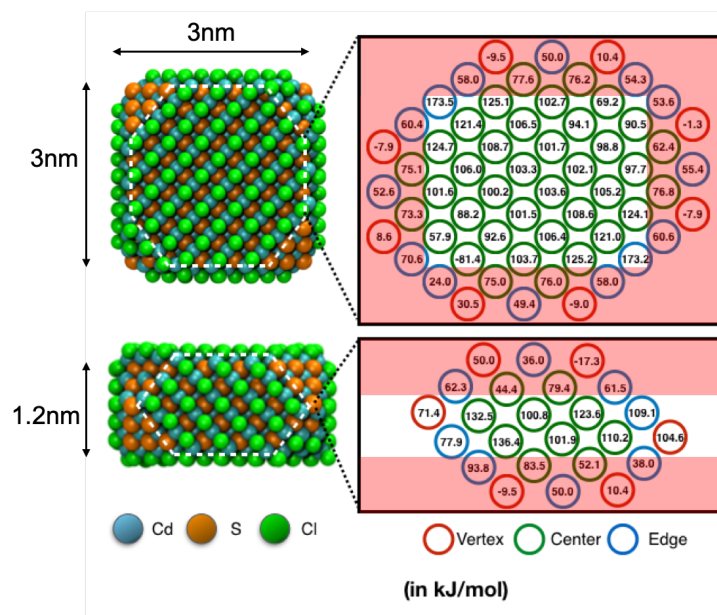 3nm
3nm
-9.5 50.0 10.4
58.0 77.6 76.2 54.3
173.5 125.1 102.7 69.2 53.6
60.4 121.4 106.5 94.1 90.5 -1.3
-7.9 124.7 108.7 101.7 98.8 62.4
75.1 106.0 103.3 102.1 97.7 55.4
52.6 101.6 100.2 103.6 105.2 76.8
73.3 88.2 101.5 108.6 124.1 -7.9
8.6 57.9 92.6 106.4 121.0 60.6
70.6 -81.4 103.7 125.2 173.2
24.0 75.0 76.0 58.0
30.5 49.4 -9.0
1.2nm
50.0 36.0 -17.3
62.3 44.4 79.4 61.5
71.4 132.5 100.8 123.6 109.1
77.9 136.4 101.9 110.2 104.6
93.8 83.5 52.1 38.0
-9.5 50.0 10.4
Cd S Cl
Vertex Center Edge
(in kJ/mol)